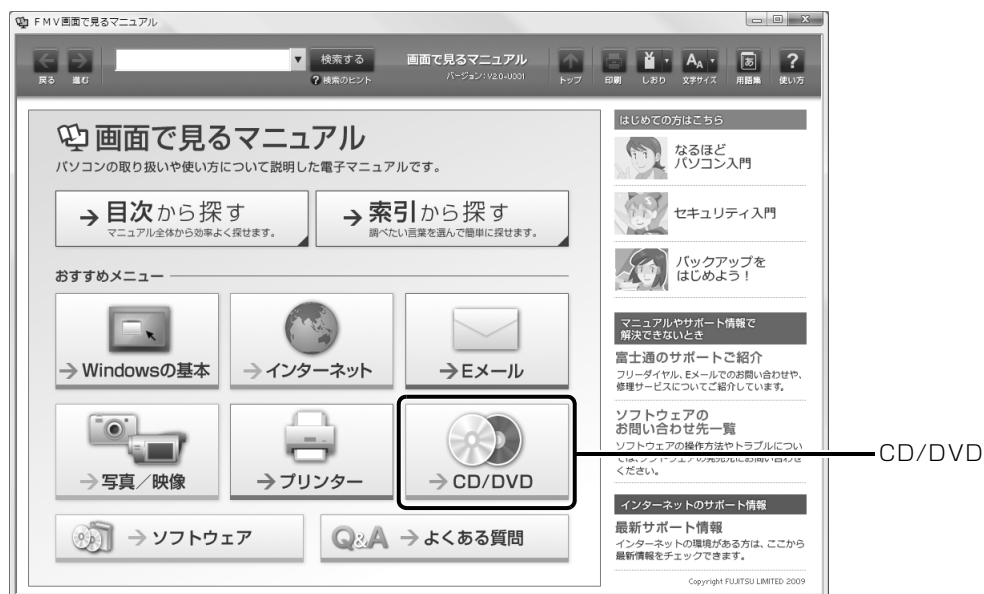 FMV画面で見るマニュアル
検索する
画面で見るマニュアル
戻る
進む
検索のヒント
バージョン:V2.0-U001
トップ
印刷
しおり
文字サイズ
用語集
使い方
画面で見るマニュアル
パソコンの取り扱いや使い方について説明した電子マニュアルです。
→目次から探す
マニュアル全体から効率よく探せます。
→索引から探す
調べたい言葉を選んで簡単に探せます。
おすすめメニュー
→Windowsの基本
→インターネット
→Eメール
→写真/映像
→プリンター
→CD/DVD
→ソフトウェア
Q&A→よくある質問
はじめての方はこちら
なるほど
パソコン入門
セキュリティ入門
バックアップを
はじめよう!
マニュアルやサポート情報で
解決できないとき
富士通のサポートご紹介
フリーダイヤル、Eメールでのお問い合わせや、
修理サービスについてご紹介しています。
ソフトウェアの
お問い合わせ先一覧
ソフトウェアの操作方法やトラブルについ
ては、ソフトウェアの発売元にお問い合わせ
ください。
インターネットのサポート情報
最新サポート情報
インターネットの環境がある方は、ここから
最新情報をチェックできます。
Copyright FUJITSU LIMITED 2009
CD/DVD